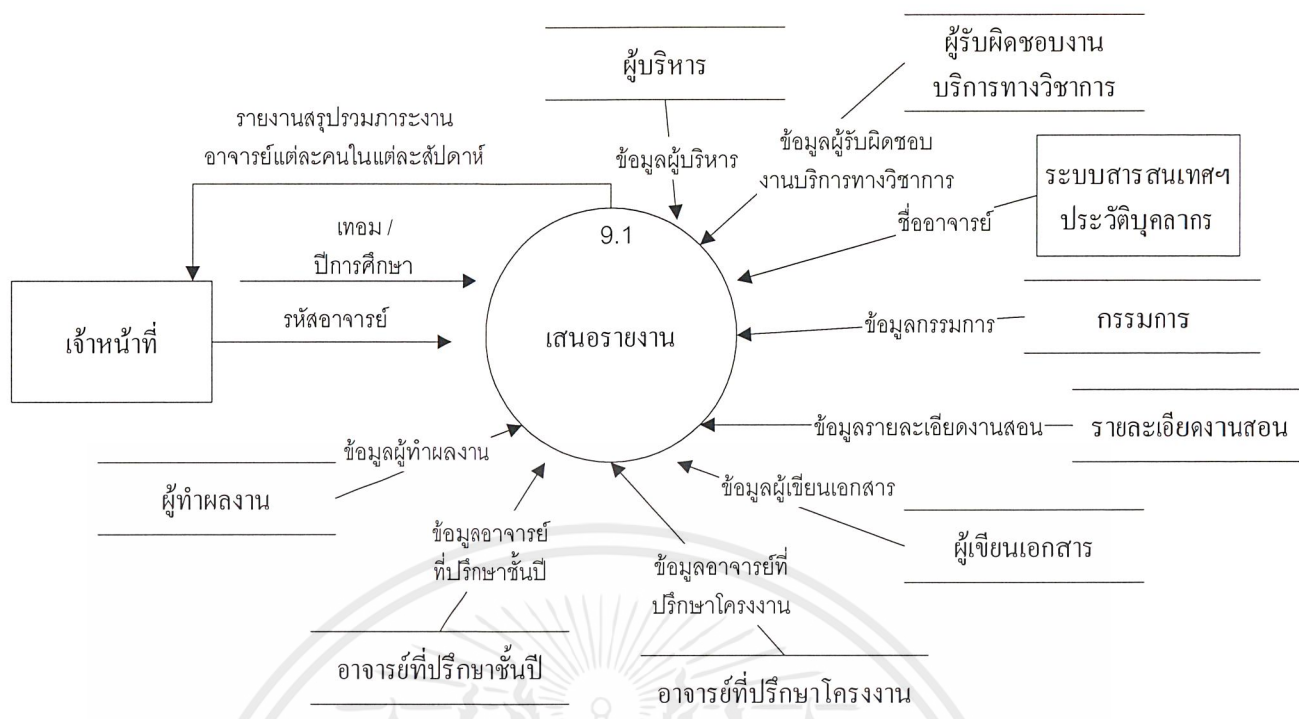 ผู้บริหาร
ผู้รับผิดชอบงาน
บริการทางวิชาการ
รายงานสรุปรวมภาระงาน
อาจารย์แต่ละคนในแต่ละสัปดาห์
ข้อมูลผู้บริหาร
ข้อมูลผู้รับผิดชอบ
งานบริการทางวิชาการ
ระบบสารสนเทศฯ
ประวัติบุคลากร
ชื่ออาจารย์
9.1
เทอม /
ปีการศึกษา
เจ้าหน้าที่
รหัสอาจารย์
เสนอรายงาน
ข้อมูลกรรมการ
กรรมการ
ข้อมูลรายละเอียดงานสอน
รายละเอียดงานสอน
ข้อมูลผู้ทำผลงาน
ผู้ทำผลงาน
ข้อมูลผู้เขียนเอกสาร
ผู้เขียนเอกสาร
ข้อมูลอาจารย์
ที่ปรึกษาชั้นปี
ข้อมูลอาจารย์ที่
ปรึกษาโครงงาน
อาจารย์ที่ปรึกษาชั้นปี
อาจารย์ที่ปรึกษาโครงงาน